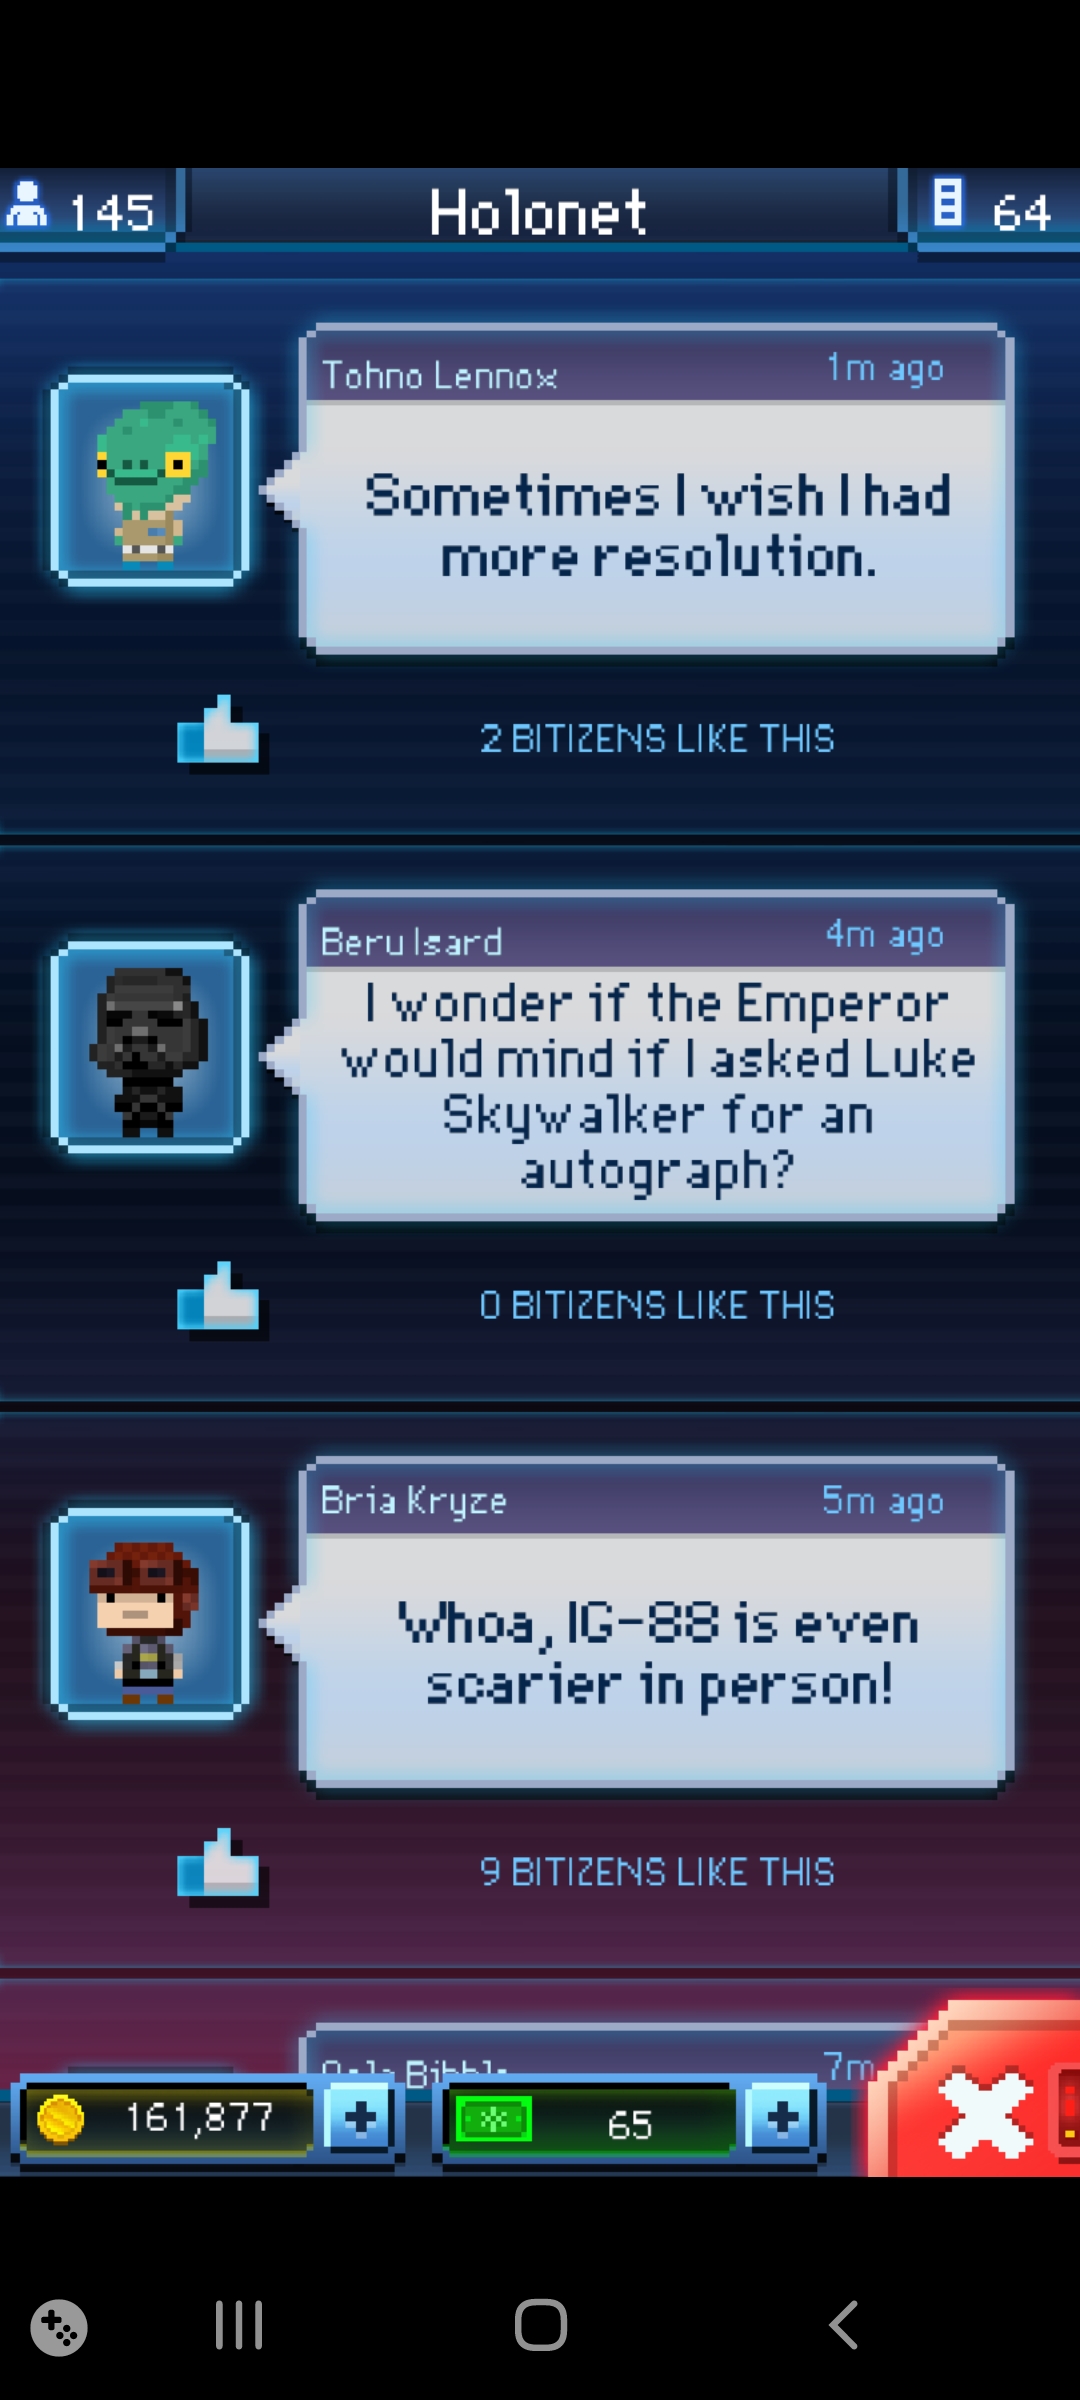 145
Holonet
64
Tohno Lennox
1m ago
Sometimes I wish I had
more resolution.
2 BITIZENS LIKE THIS
Beru Isard
4m ago
I wonder if the Emperor
would mind if I asked Luke
Skywalker for an
autograph?
0 BITIZENS LIKE THIS
Bria Kryze
5m ago
Whoa, IG-88 is even
scarier in person!
9 BITIZENS LIKE THIS
7m
161,877
65